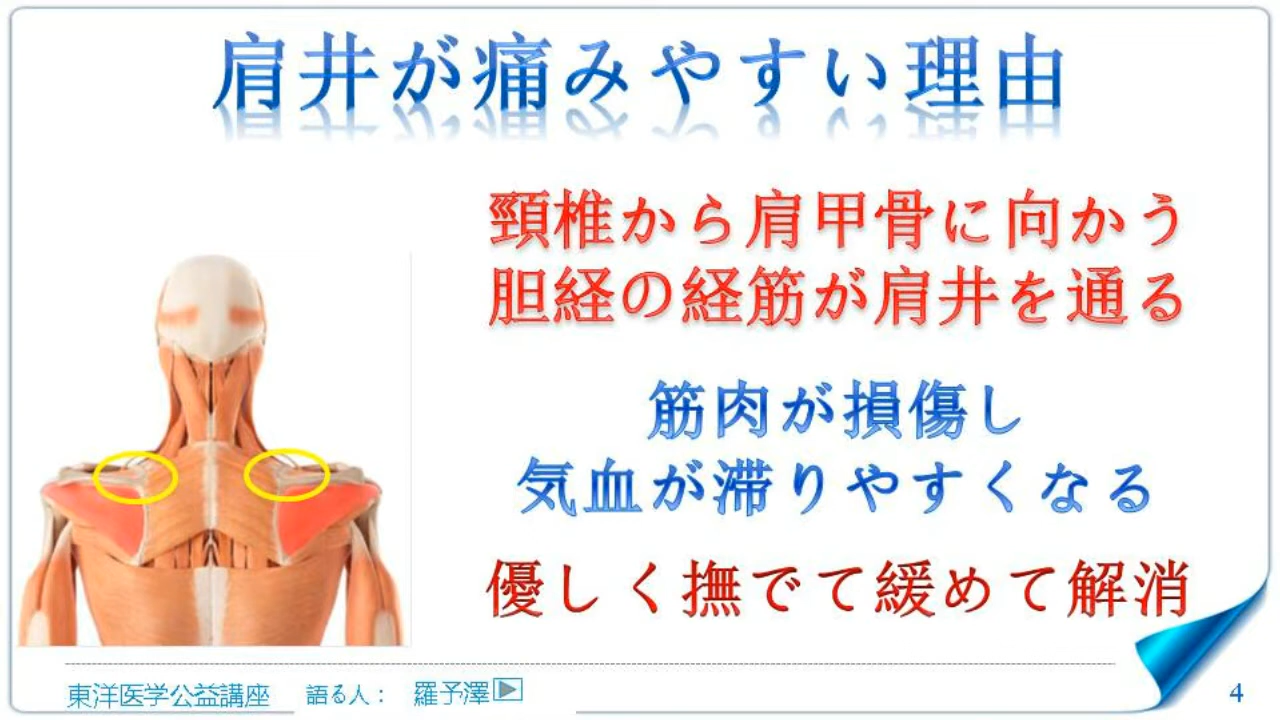 肩井が痛みやすい理由
頸椎から肩甲骨に向かう
胆経の経筋が肩井を通る
筋肉が損傷し
気血が滞りやすくなる
優しく撫でて緩めて解消
東洋医学公益講座 語る人： 羅予澤
4